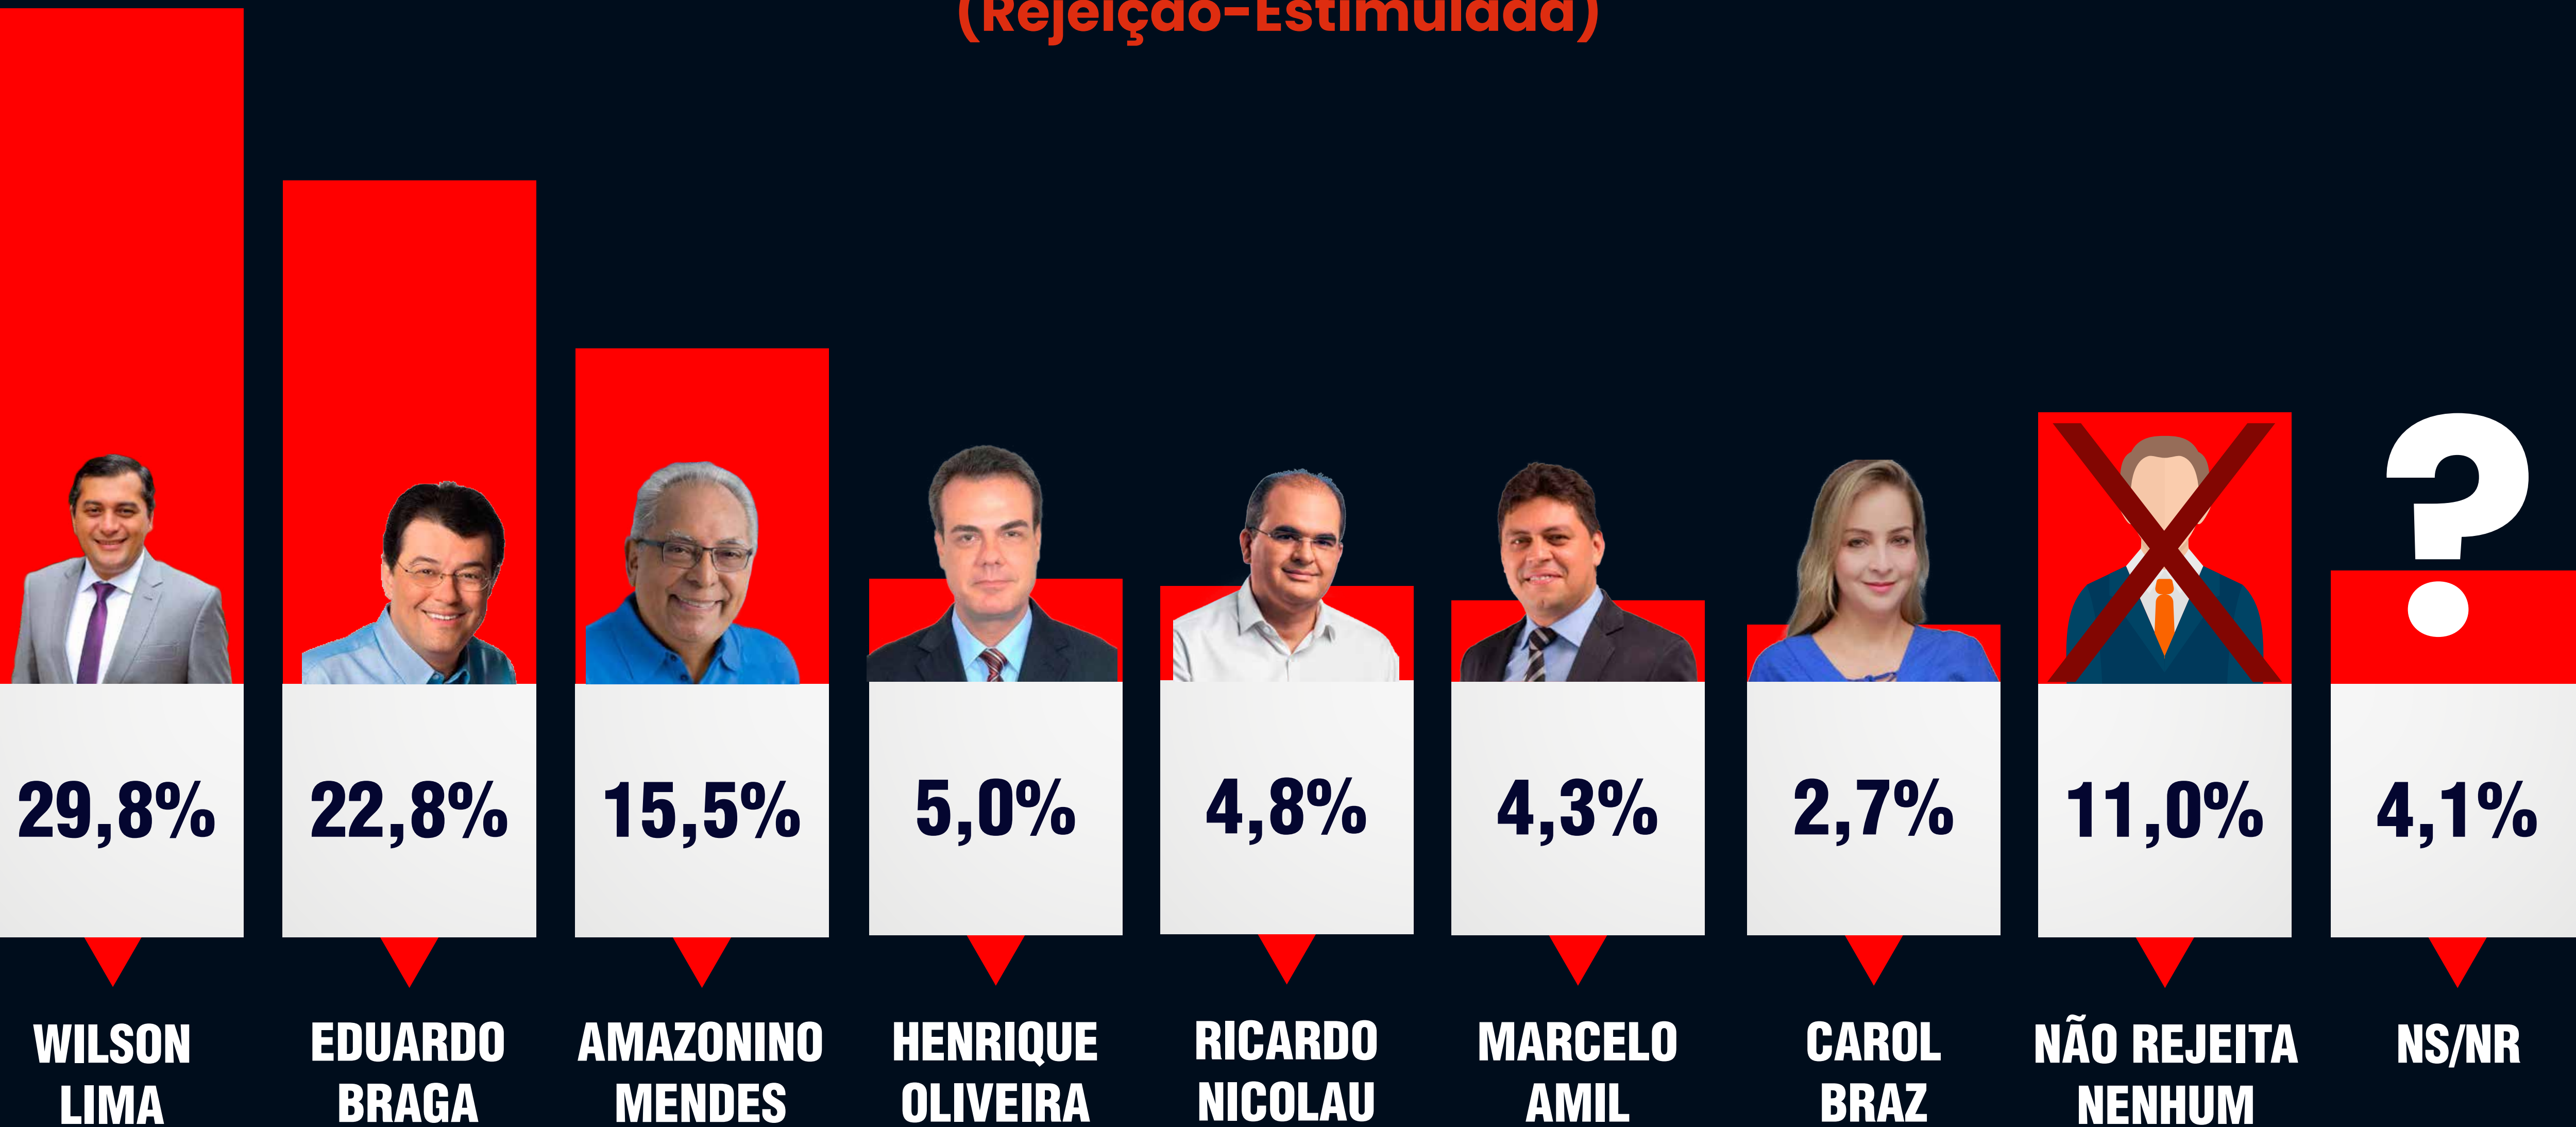 (Rejeição-Estimulada)
29,8%
22,8%
15,5%
5,0%
4,8%
4,3%
2,7%
11,0%
?
4,1%
WILSON
LIMA
EDUARDO
BRAGA
AMAZONINO
MENDES
HENRIQUE
OLIVEIRA
RICARDO
NICOLAU
MARCELO
AMIL
CAROL
BRAZ
NÃO REJEITA
NENHUM
NS/NR